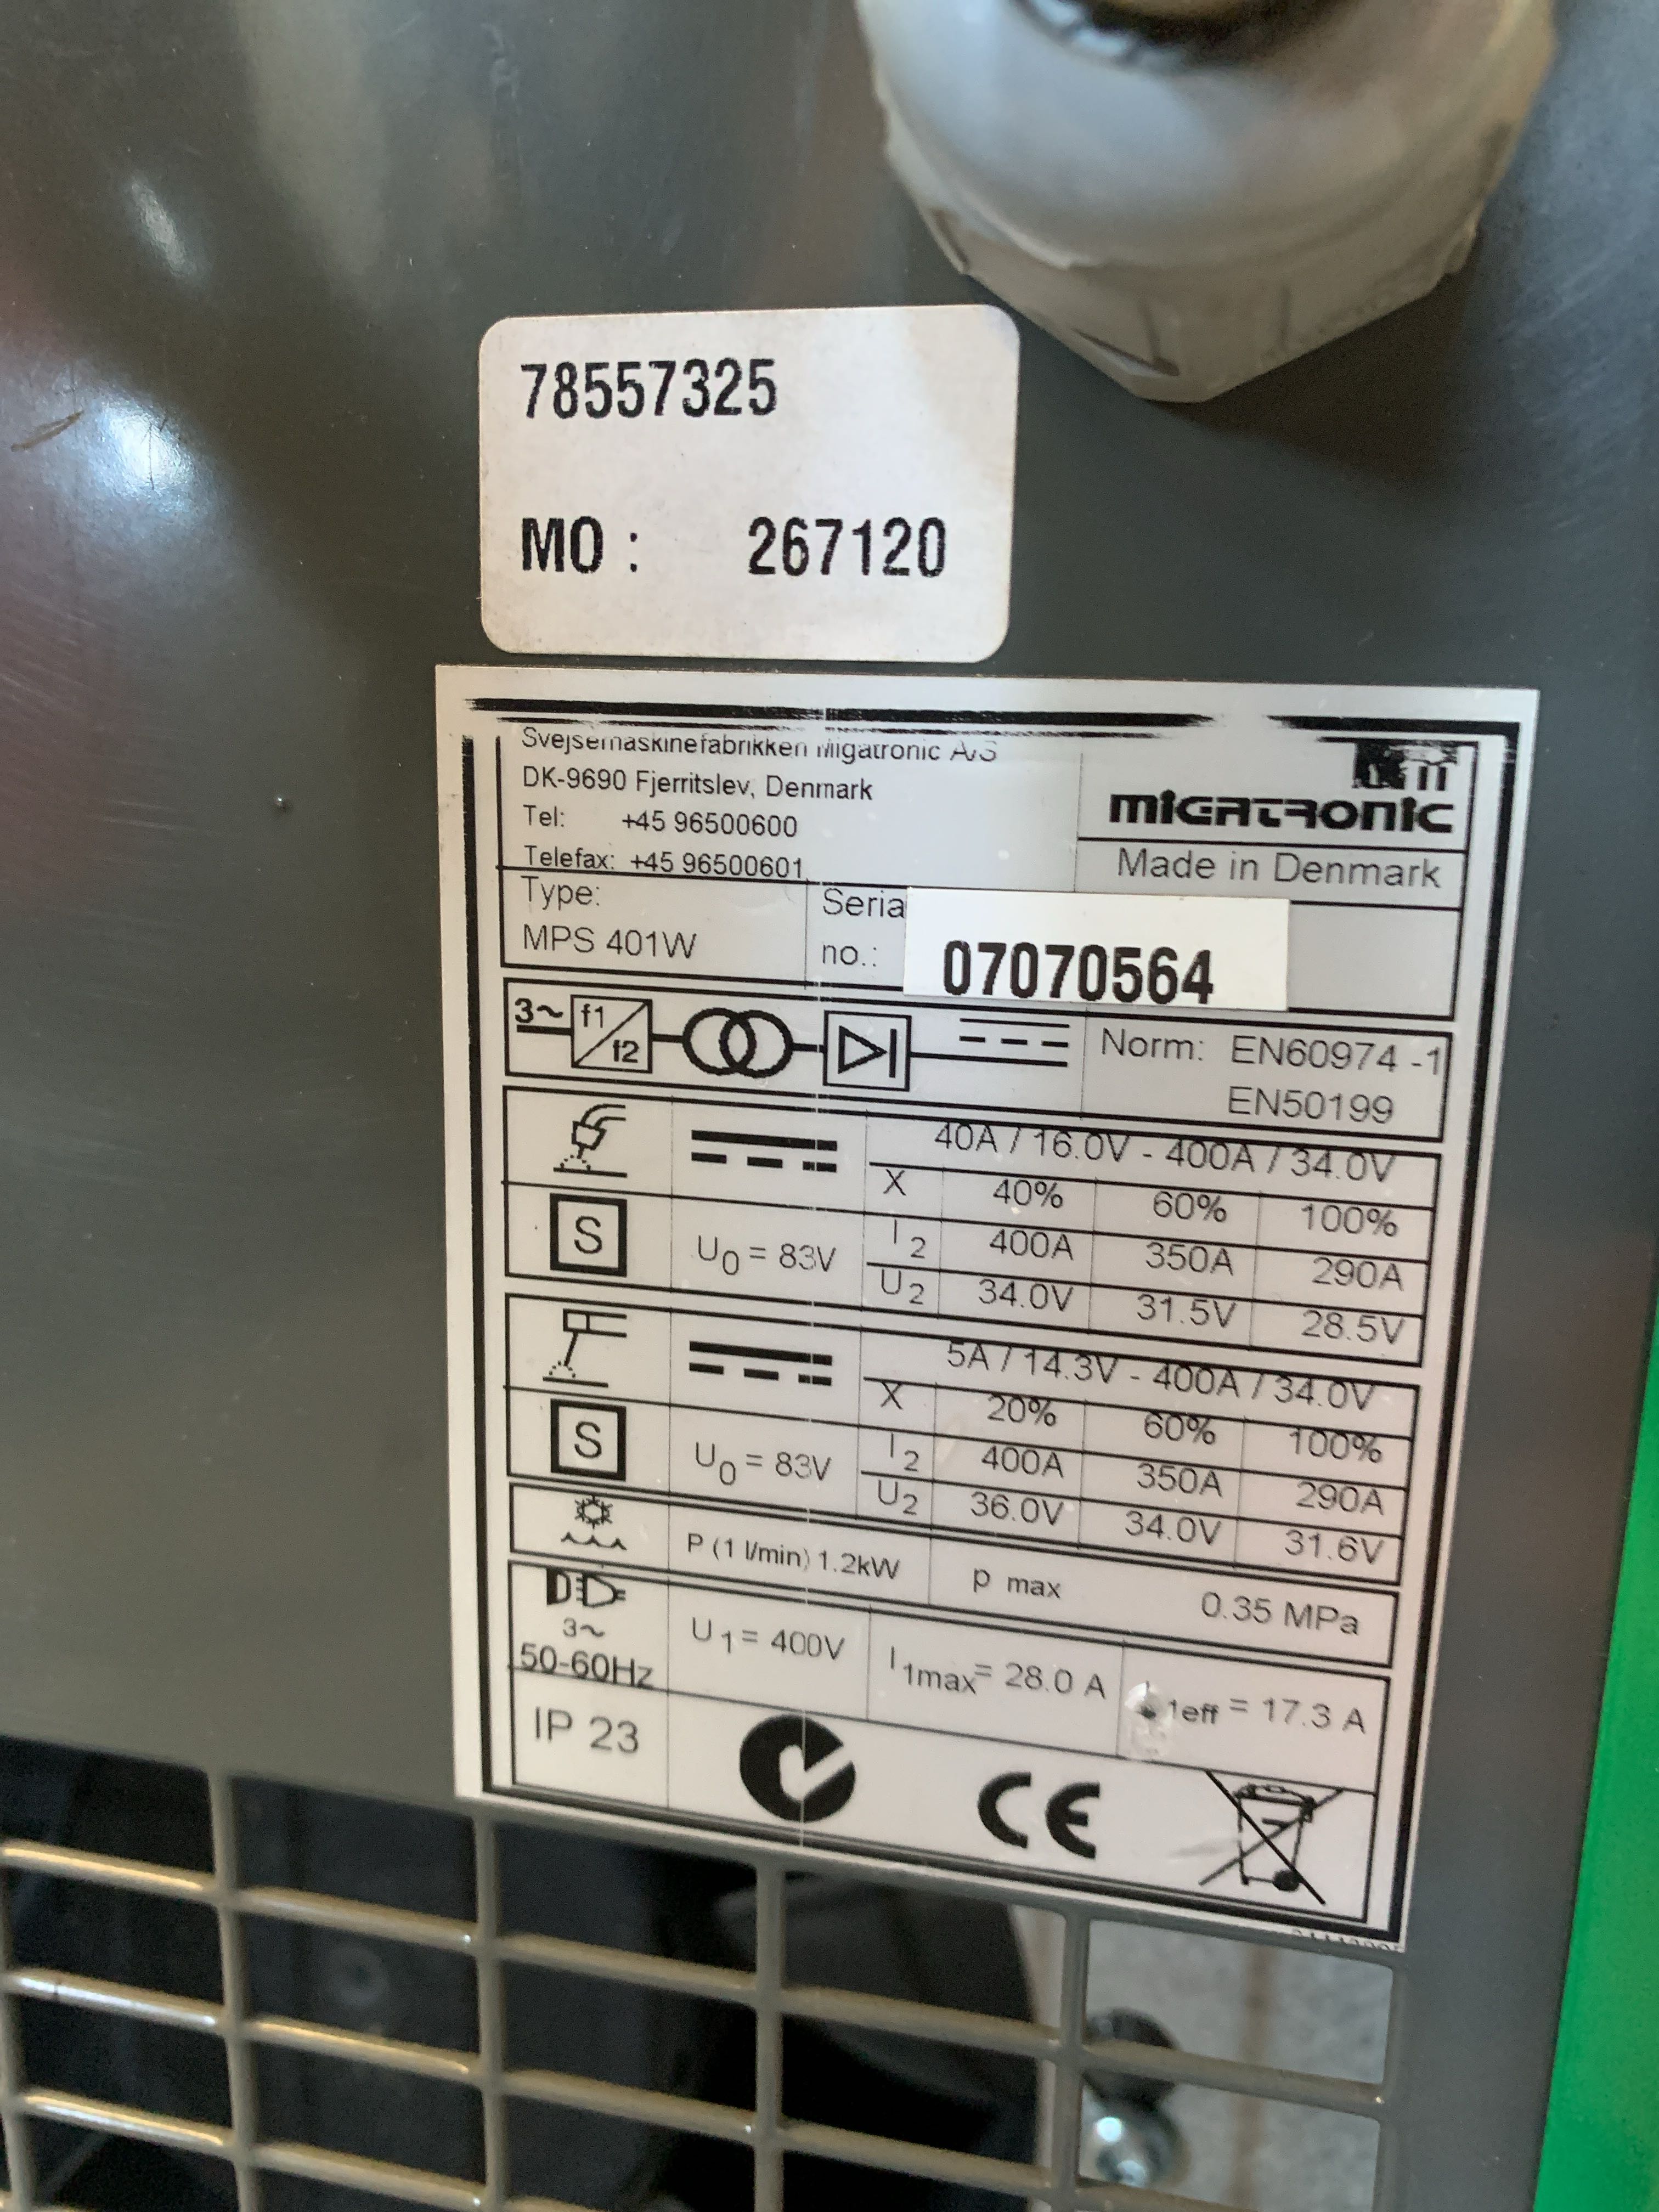 78557325
MO : 267120
Svejsemaskinefabrikken Migatronic A/S
DK-9690 Fjerritslev, Denmark
Tel: +45 96500600
Telefax: +45 96500601
MIGATRONIC
Made in Denmark
Type:
MPS 401W
Seria
no.:
07070564
3~ f1 f2
Norm: EN60974 -1
EN50199
40A / 16.0V - 400A / 34.0V
X 40% 60% 100%
S
U0 = 83V
I2 400A 350A 290A
U2 34.0V 31.5V 28.5V
5A / 14.3V - 400A / 34.0V
X 20% 60% 100%
S
U0 = 83V
I2 400A 350A 290A
U2 36.0V 34.0V 31.6V
P (1 l/min) 1.2kW p max 0.35 MPa
3~
50-60Hz
U1 = 400V
I1max = 28.0 A
1eff = 17.3 A
IP 23
CE